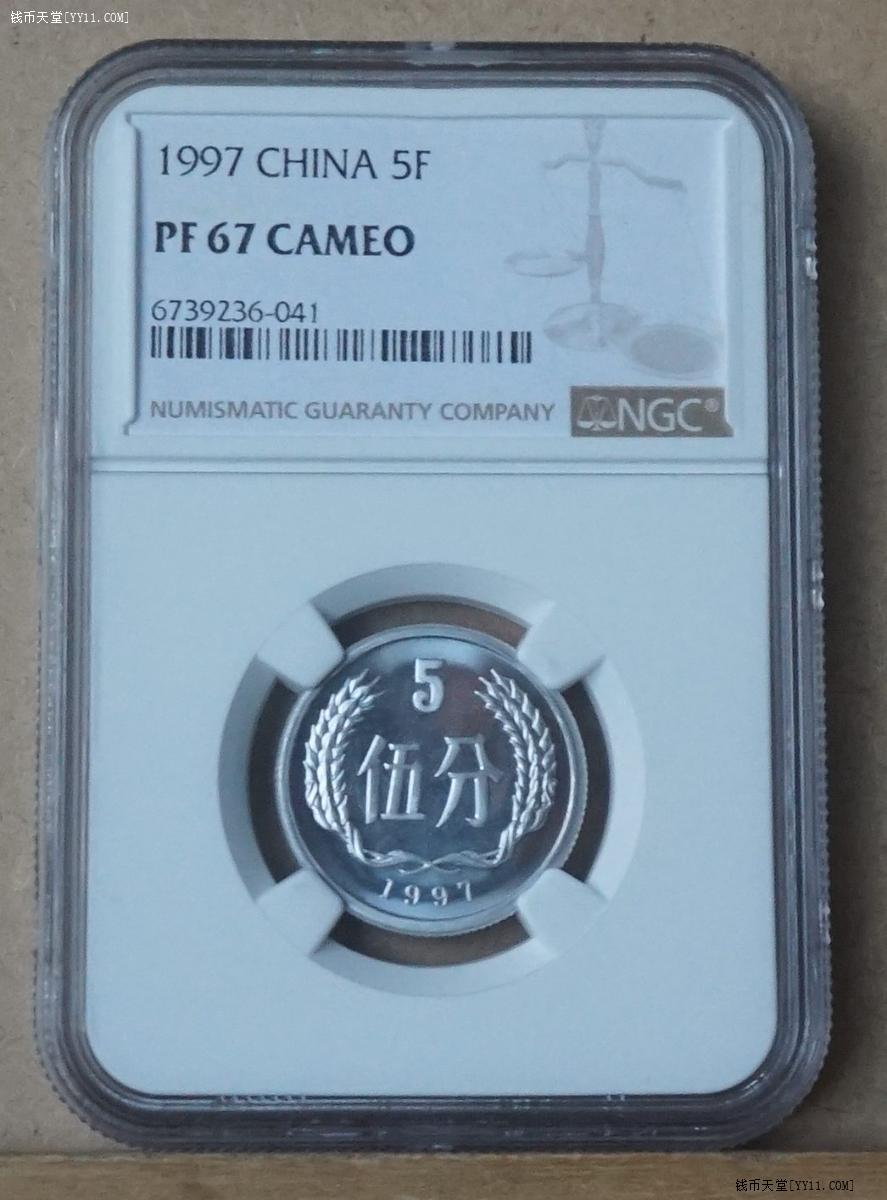 钱币天堂[YY11.COM]
1997 CHINA 5F
PF 67 CAMEO
6739236-041
NUMISMATIC GUARANTY COMPANY
NGC®
5
伍分
1997
钱币天堂[YY11.COM]